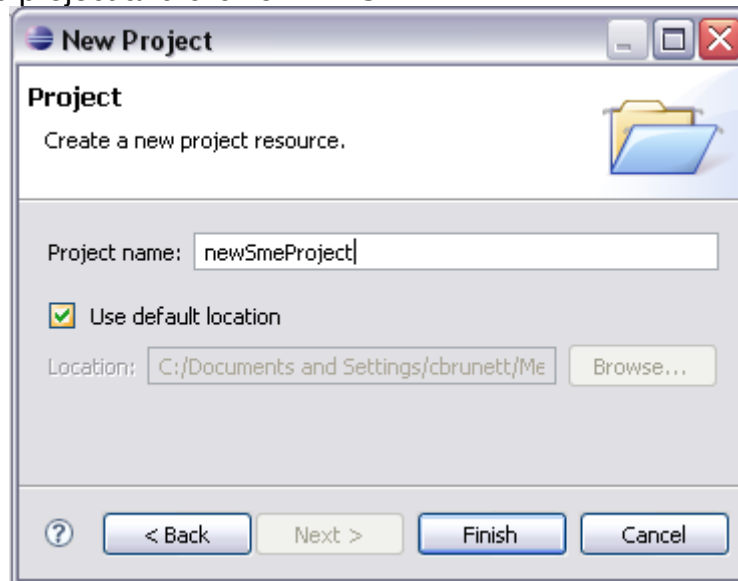 New Project
Project
Create a new project resource.
Project name: newSmeProject
Use default location
Location: C:/Documents and Settings/cbrunett/Me Browse...
? < Back Next > Finish Cancel